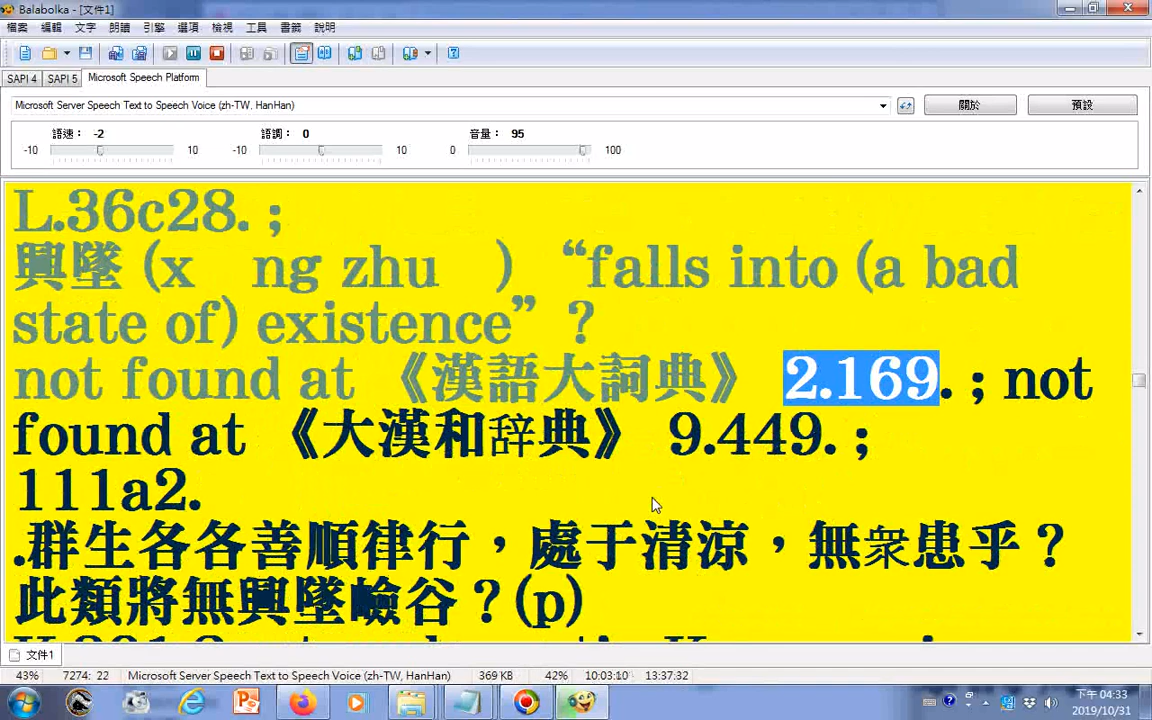 Balabolka - [文件1]
檔案 編輯 文字 朗讀 引擎 選項 檢視 工具 書籤 說明
SAPI 4 SAPI 5 Microsoft Speech Platform
Microsoft Server Speech Text to Speech Voice (zh-TW, HanHan) 關於 預設
語速： -2 語調： 0 音量： 95
-10 10 -10 10 0 100
L.36c28. ;
興墜 (x ng zhu ) “falls into (a bad
state of) existence” ?
not found at 《漢語大詞典》 2.169. ; not
found at 《大漢和辞典》 9.449. ;
111a2.
.群生各各善順律行，處于清涼，無衆患乎？
此類將無興墜嶮谷？(p)
文件1
43% 7274: 22 Microsoft Server Speech Text to Speech Voice (zh-TW, HanHan) 369 KB 42% 10:03:10 13:37:32
下午 04:33
2019/10/31